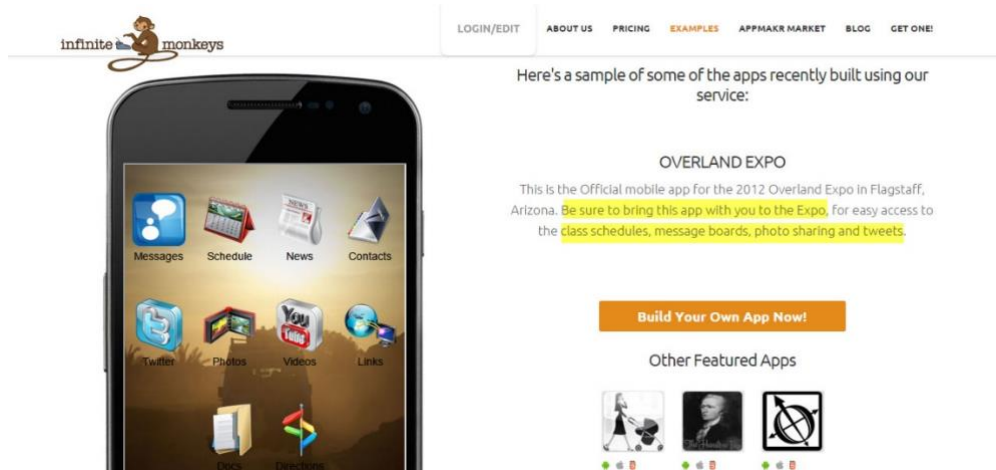 infinite monkeys
LOGIN/EDIT ABOUT US PRICING EXAMPLES APPMAKR MARKET BLOG GET ONE!
Here's a sample of some of the apps recently built using our
service:
OVERLAND EXPO
This is the Official mobile app for the 2012 Overland Expo in Flagstaff,
Arizona. Be sure to bring this app with you to the Expo, for easy access to
the class schedules, message boards, photo sharing and tweets.
Build Your Own App Now!
Other Featured Apps
NEWS
Messages Schedule News Contacts
You
Tube
Twitter Photos Videos Links
Docs Directions